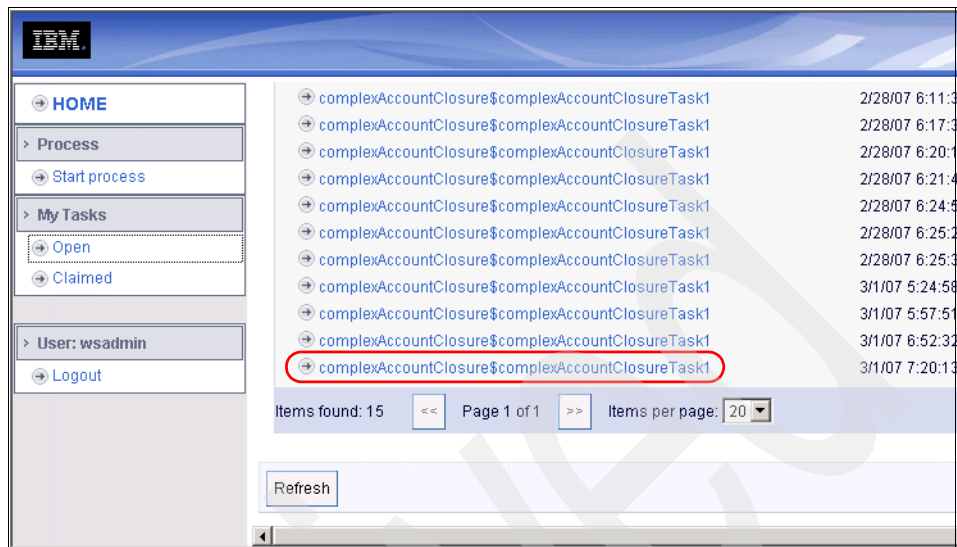 IBM.
HOME
Process
Start process
My Tasks
Open
Claimed
User: wsadmin
Logout
complexAccountClosure$complexAccountClosureTask1 2/28/07 6:11:3
complexAccountClosure$complexAccountClosureTask1 2/28/07 6:17:3
complexAccountClosure$complexAccountClosureTask1 2/28/07 6:20:1
complexAccountClosure$complexAccountClosureTask1 2/28/07 6:21:4
complexAccountClosure$complexAccountClosureTask1 2/28/07 6:24:5
complexAccountClosure$complexAccountClosureTask1 2/28/07 6:25:2
complexAccountClosure$complexAccountClosureTask1 2/28/07 6:25:3
complexAccountClosure$complexAccountClosureTask1 3/1/07 5:24:58
complexAccountClosure$complexAccountClosureTask1 3/1/07 5:57:51
complexAccountClosure$complexAccountClosureTask1 3/1/07 6:52:32
complexAccountClosure$complexAccountClosureTask1 3/1/07 7:20:13
Items found: 15 << Page 1 of 1 >> Items per page: 20
Refresh